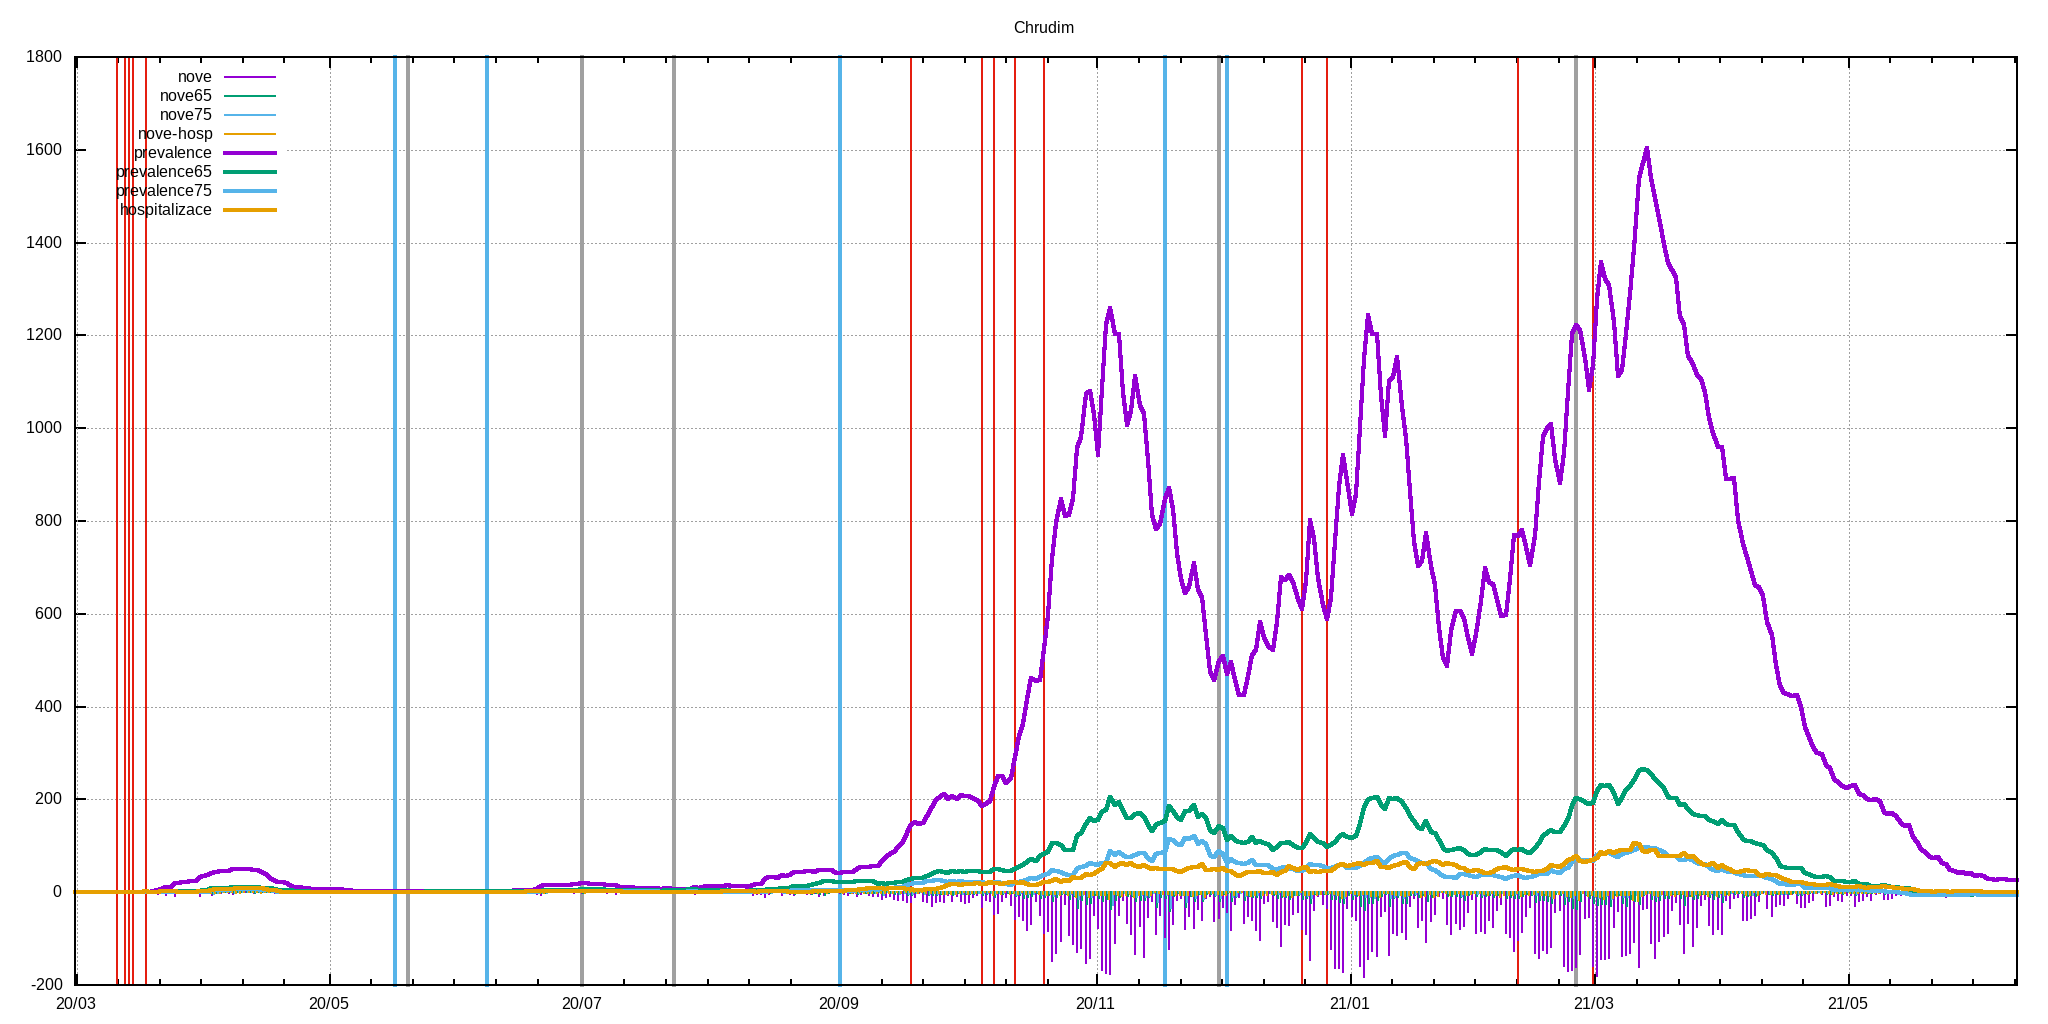 Chrudim
1800
1600
1400
1200
1000
800
600
400
200
0
-200
nove
nove65
nove75
nove-hosp
prevalence
prevalence65
prevalence75
hospitalizace
20/03
20/05
20/07
20/09
20/11
21/01
21/03
21/05